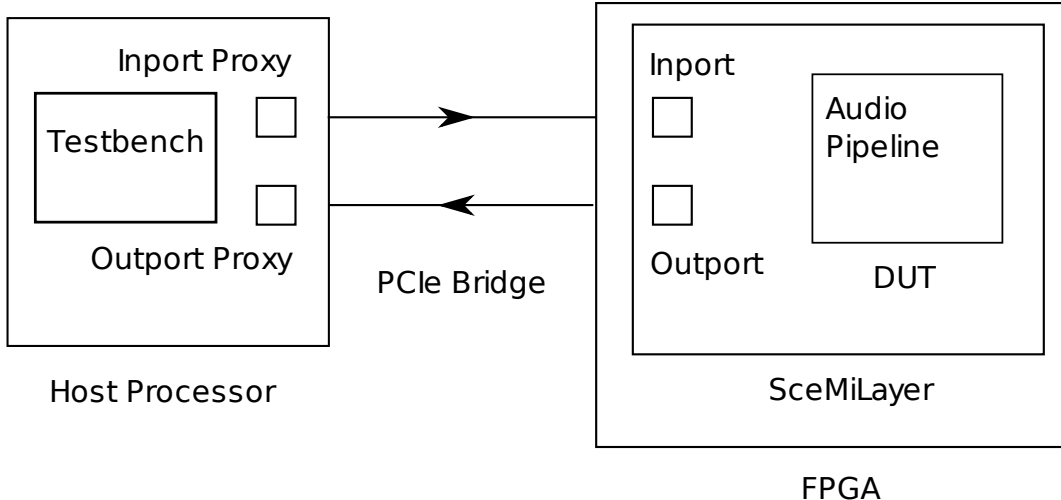 Inport Proxy
Testbench
Outport Proxy
Host Processor
PCIe Bridge
Inport
Audio
Pipeline
Outport
DUT
SceMiLayer
FPGA